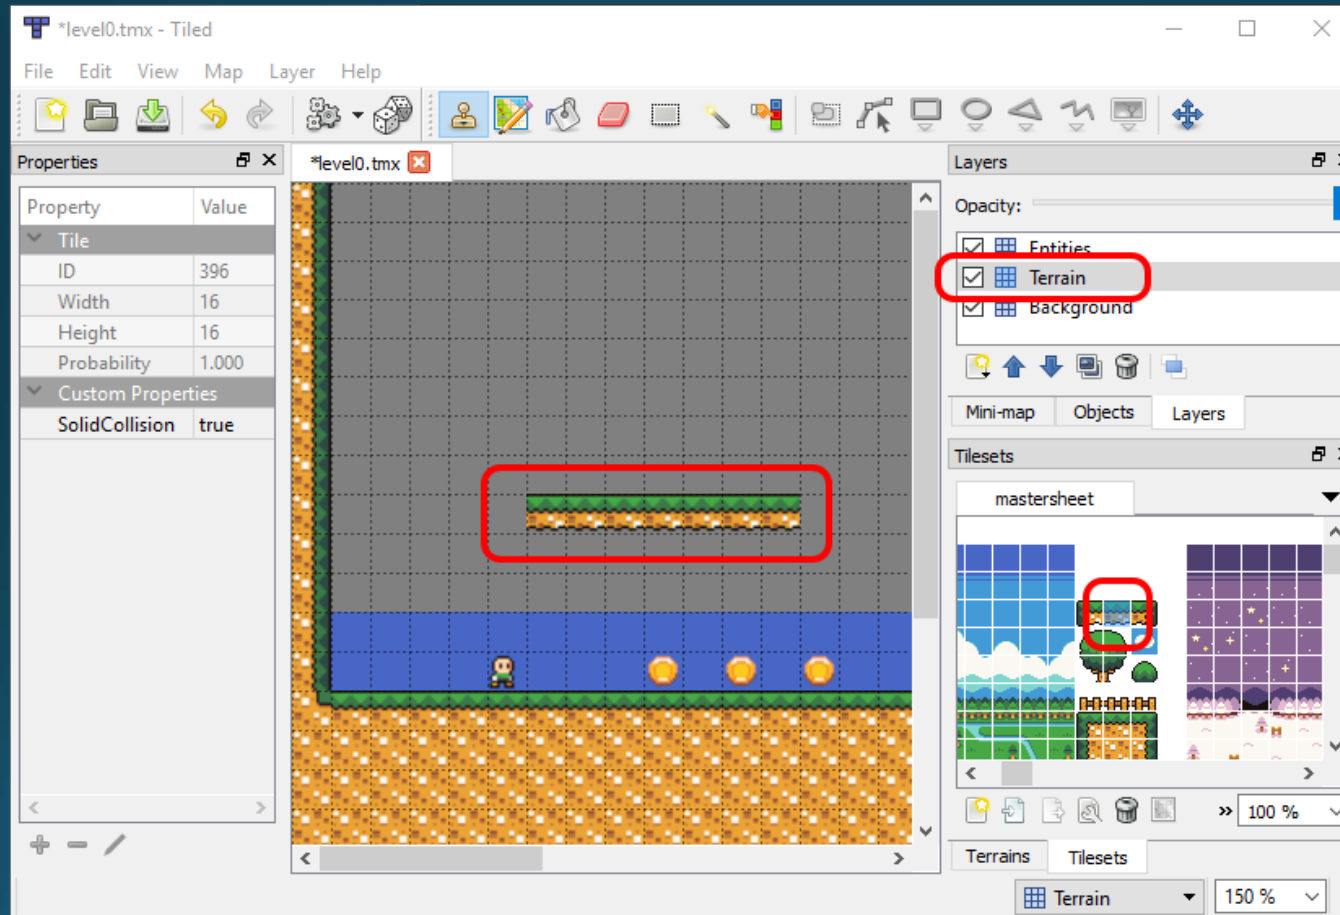 *level0.tmx - Tiled
File Edit View Map Layer Help
Properties
*level0.tmx
Layers
Property Value
Opacity:
Tile
ID 396
Width 16
Height 16
Probability 1.000
Custom Properties
SolidCollision true
Entities
Terrain
Background
Mini-map Objects Layers
Tilesets
mastersheet
100 %
Terrains Tilesets
Terrain 150 %